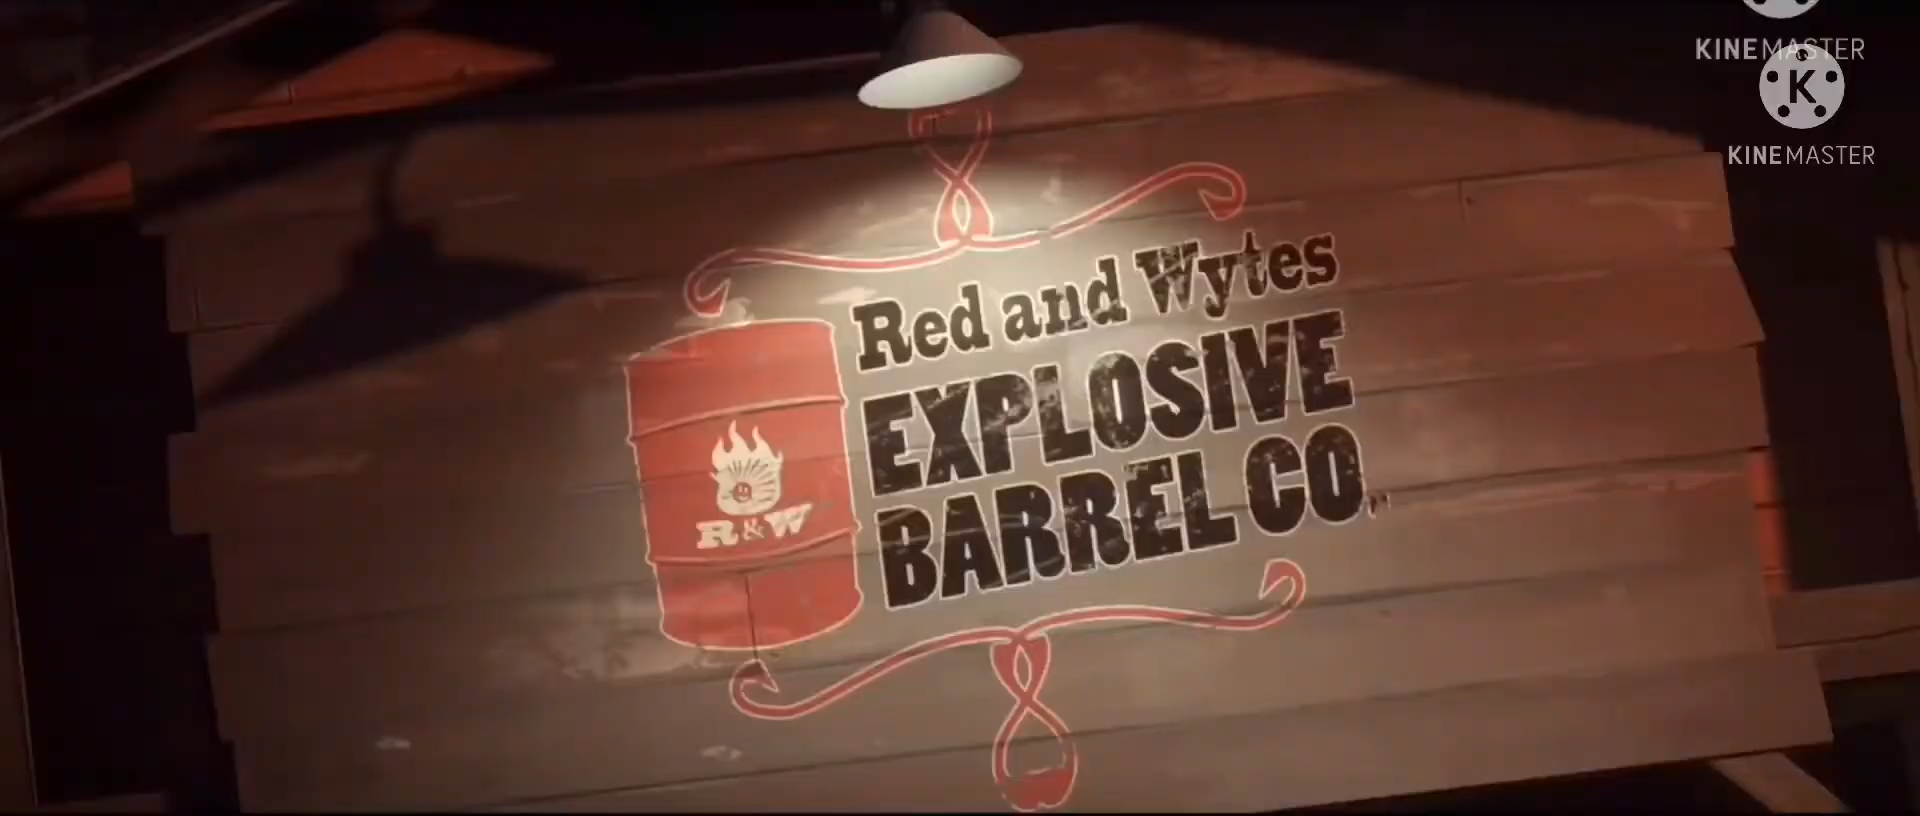 KINEMASTER
K
KINEMASTER
Red and Wytes
EXPLOSIVE
BARREL CO.
R&W